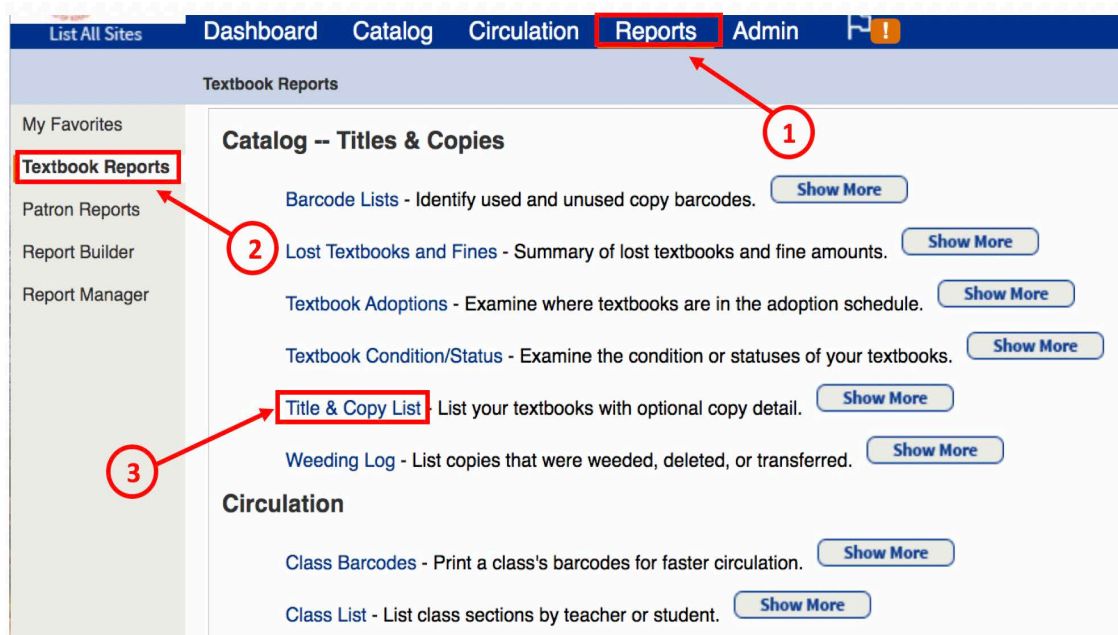 List All Sites Dashboard Catalog Circulation Reports Admin !
Textbook Reports
1
My Favorites
Textbook Reports
Patron Reports
Report Builder
Report Manager
2
3
Catalog -- Titles & Copies
Barcode Lists - Identify used and unused copy barcodes. Show More
Lost Textbooks and Fines - Summary of lost textbooks and fine amounts. Show More
Textbook Adoptions - Examine where textbooks are in the adoption schedule. Show More
Textbook Condition/Status - Examine the condition or statuses of your textbooks. Show More
Title & Copy List - List your textbooks with optional copy detail. Show More
Weeding Log - List copies that were weeded, deleted, or transferred. Show More
Circulation
Class Barcodes - Print a class's barcodes for faster circulation. Show More
Class List - List class sections by teacher or student. Show More